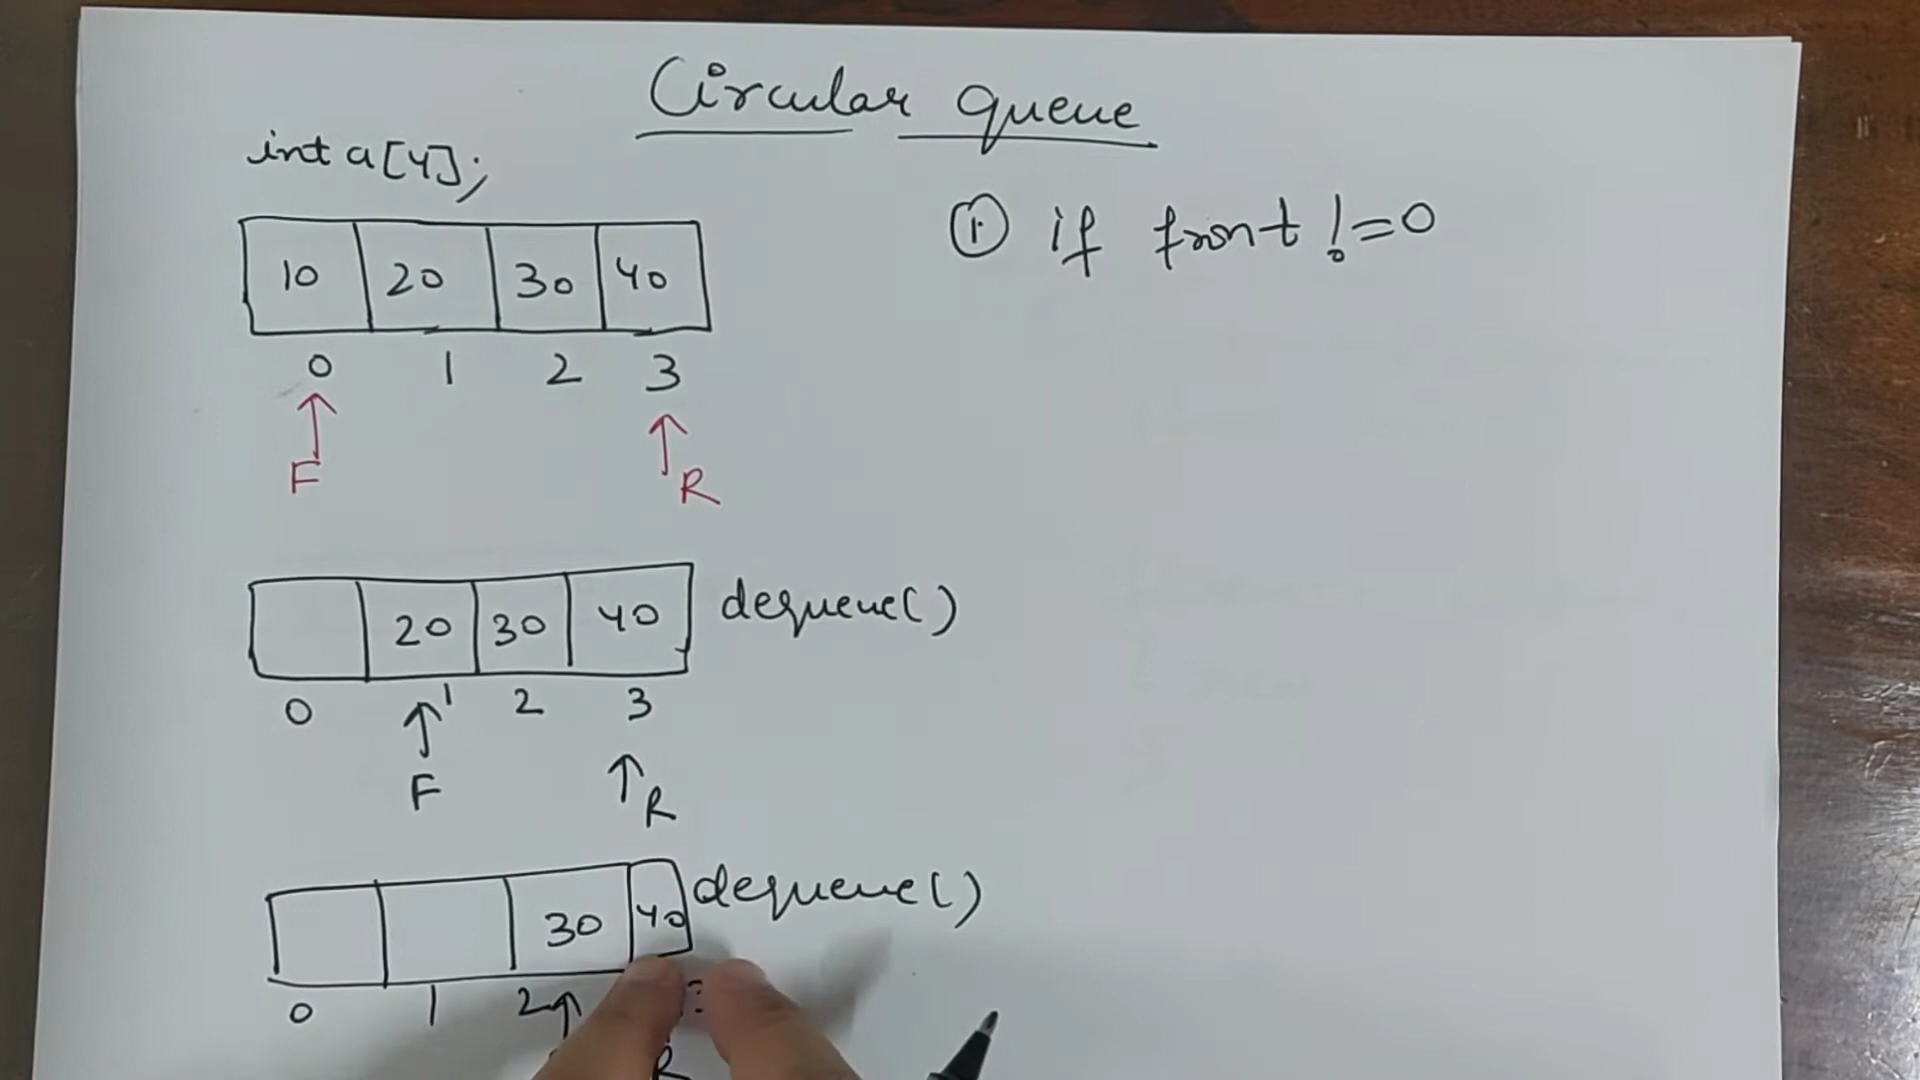 Circular queue
int a[4];
① if front != 0
10 20 30 40
0 1 2 3
F R
20 30 40 dequeue()
0 1 2 3
F R
30 40 dequeue()
0 1 2
R